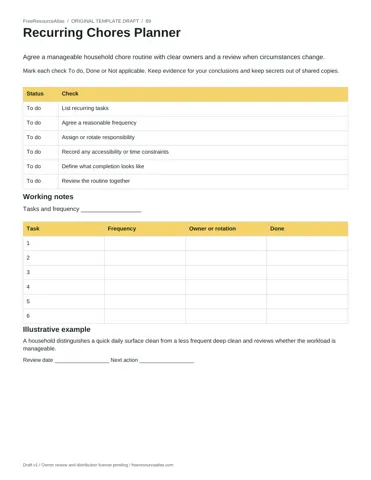 FreeResourceAtlas / ORIGINAL TEMPLATE DRAFT / 89
Recurring Chores Planner
Agree a manageable household chore routine with clear owners and a review when circumstances change.
Mark each check To do, Done or Not applicable. Keep evidence for your conclusions and keep secrets out of shared copies.
Status Check
To do List recurring tasks
To do Agree a reasonable frequency
To do Assign or rotate responsibility
To do Record any accessibility or time constraints
To do Define what completion looks like
To do Review the routine together
Working notes
Tasks and frequency ____________________
Task Frequency Owner or rotation Done
1
2
3
4
5
6
Illustrative example
A household distinguishes a quick daily surface clean from a less frequent deep clean and reviews whether the workload is
manageable.
Review date ____________________ Next action ____________________
Draft v1 / Owner review and distribution licence pending / freeresourceatlas.com